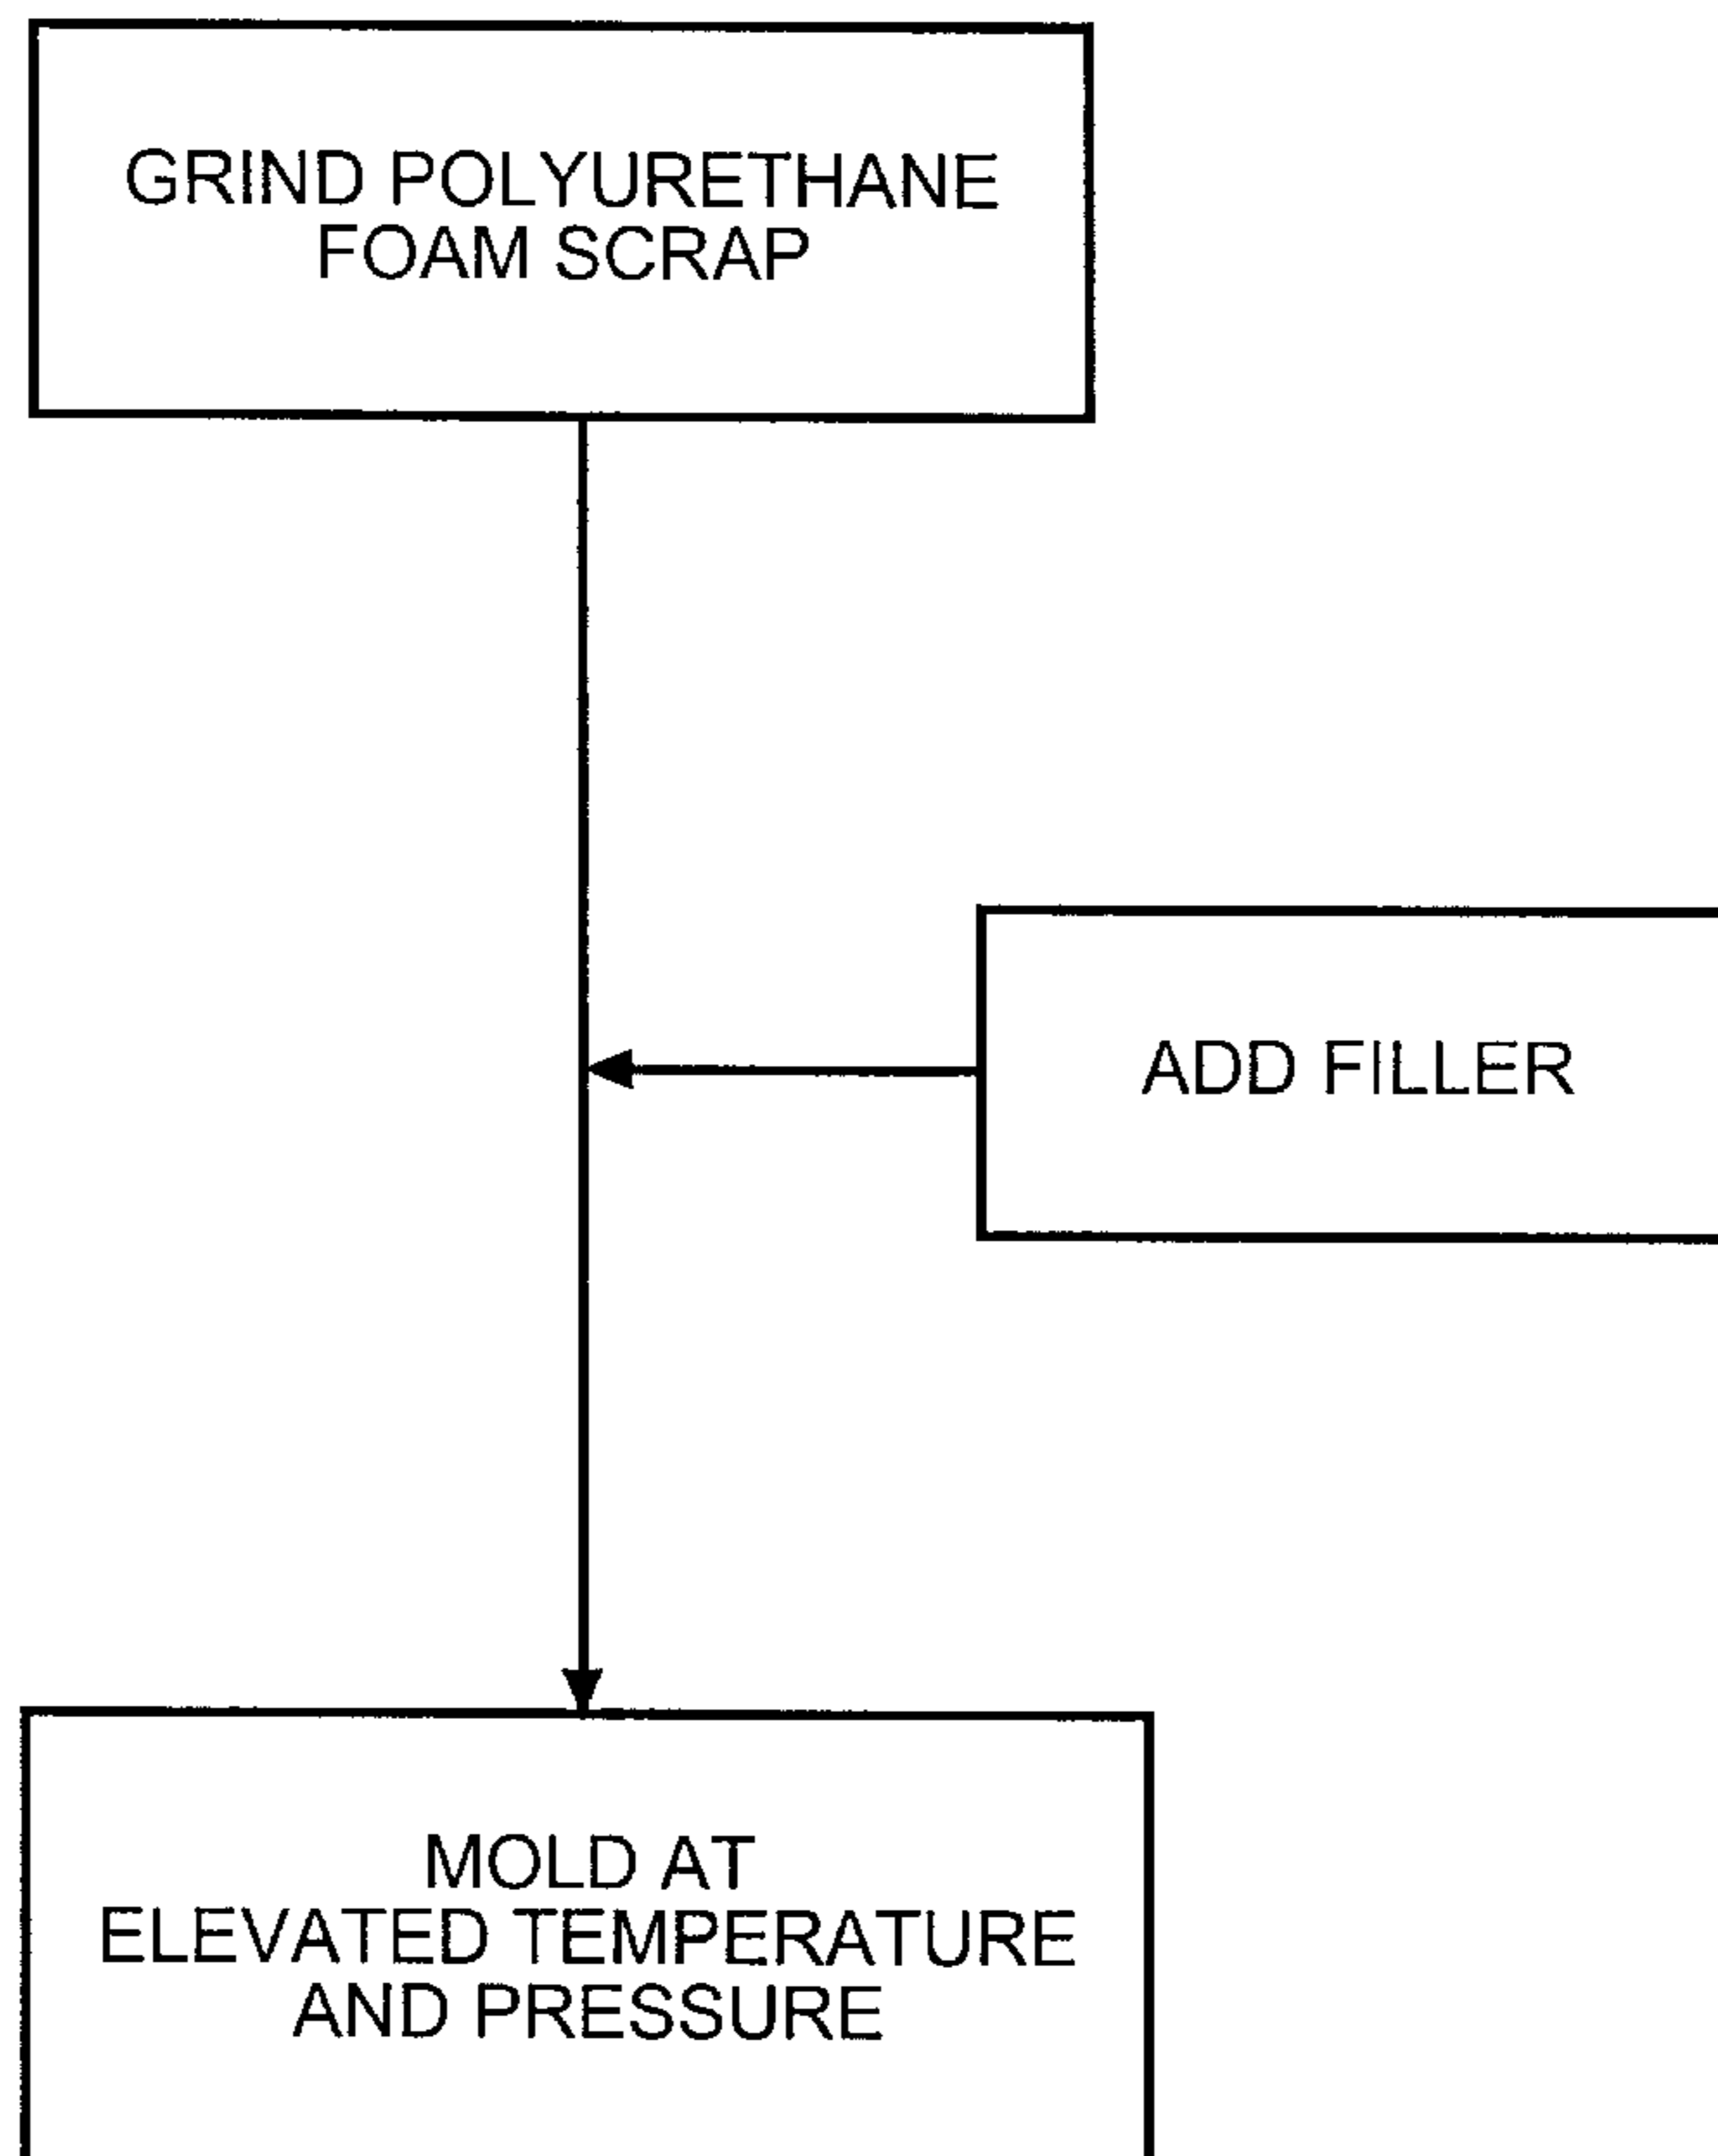 GRIND POLYURETHANE
FOAM SCRAP
ADD FILLER
MOLD AT
ELEVATED TEMPERATURE
AND PRESSURE